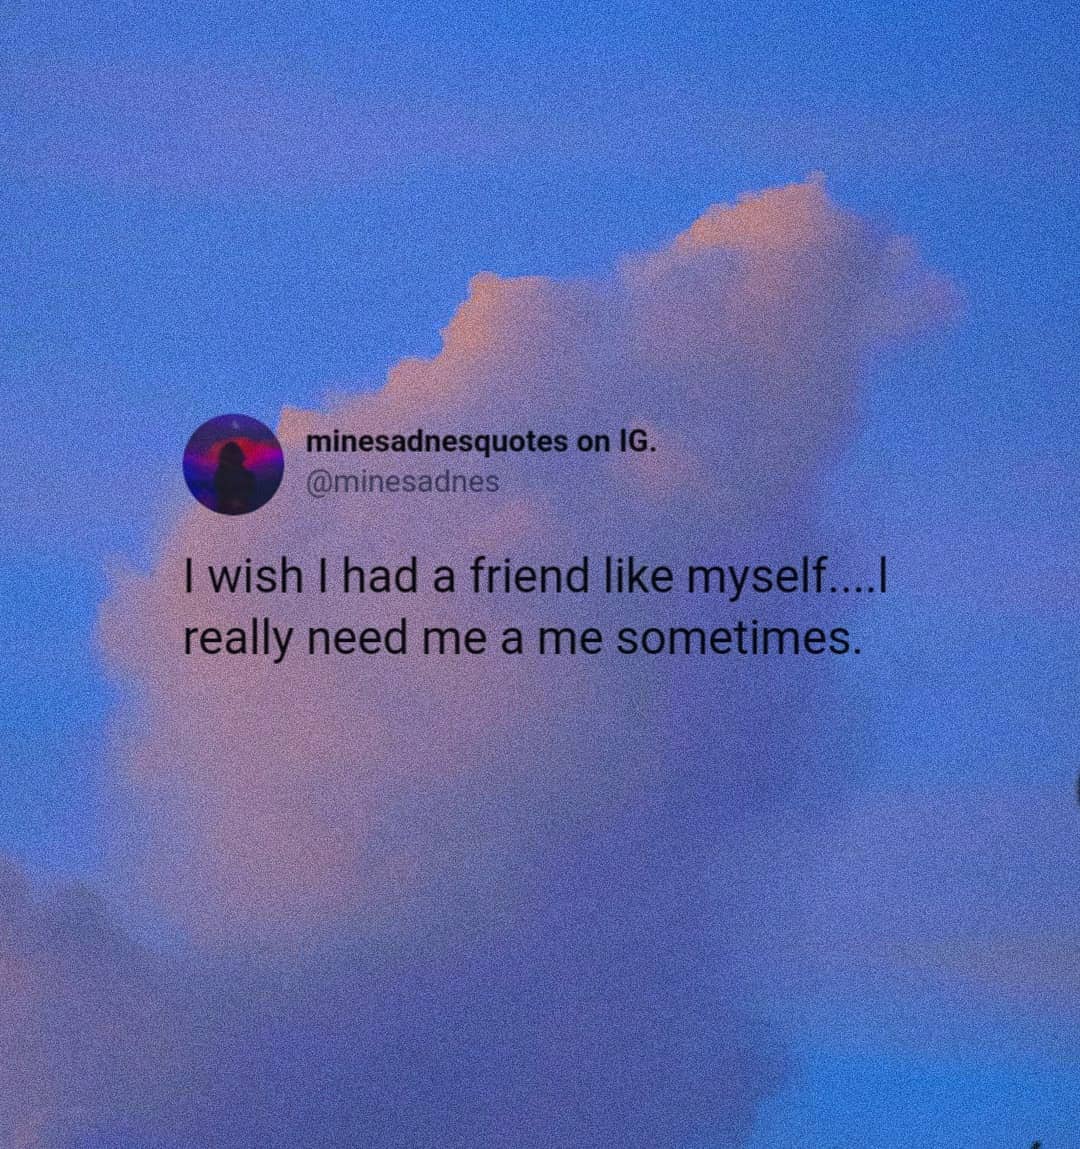 minesadnesquotes on IG.
@minesadnes
I wish I had a friend like myself....I
really need me a me sometimes.